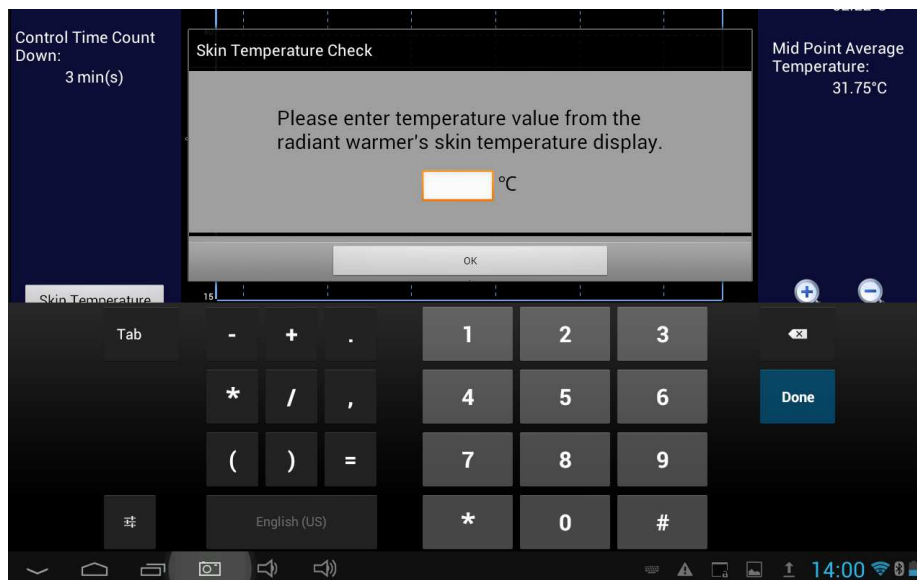 Control Time Count
Down:
3 min(s)
Skin Temperature Check
Mid Point Average
Temperature:
31.75°C
Please enter temperature value from the
radiant warmer's skin temperature display.
°C
OK
Skin Temperature
15
Tab - + . 1 2 3
* / , 4 5 6 Done
( ) = 7 8 9
English (US) * 0 #
14:00